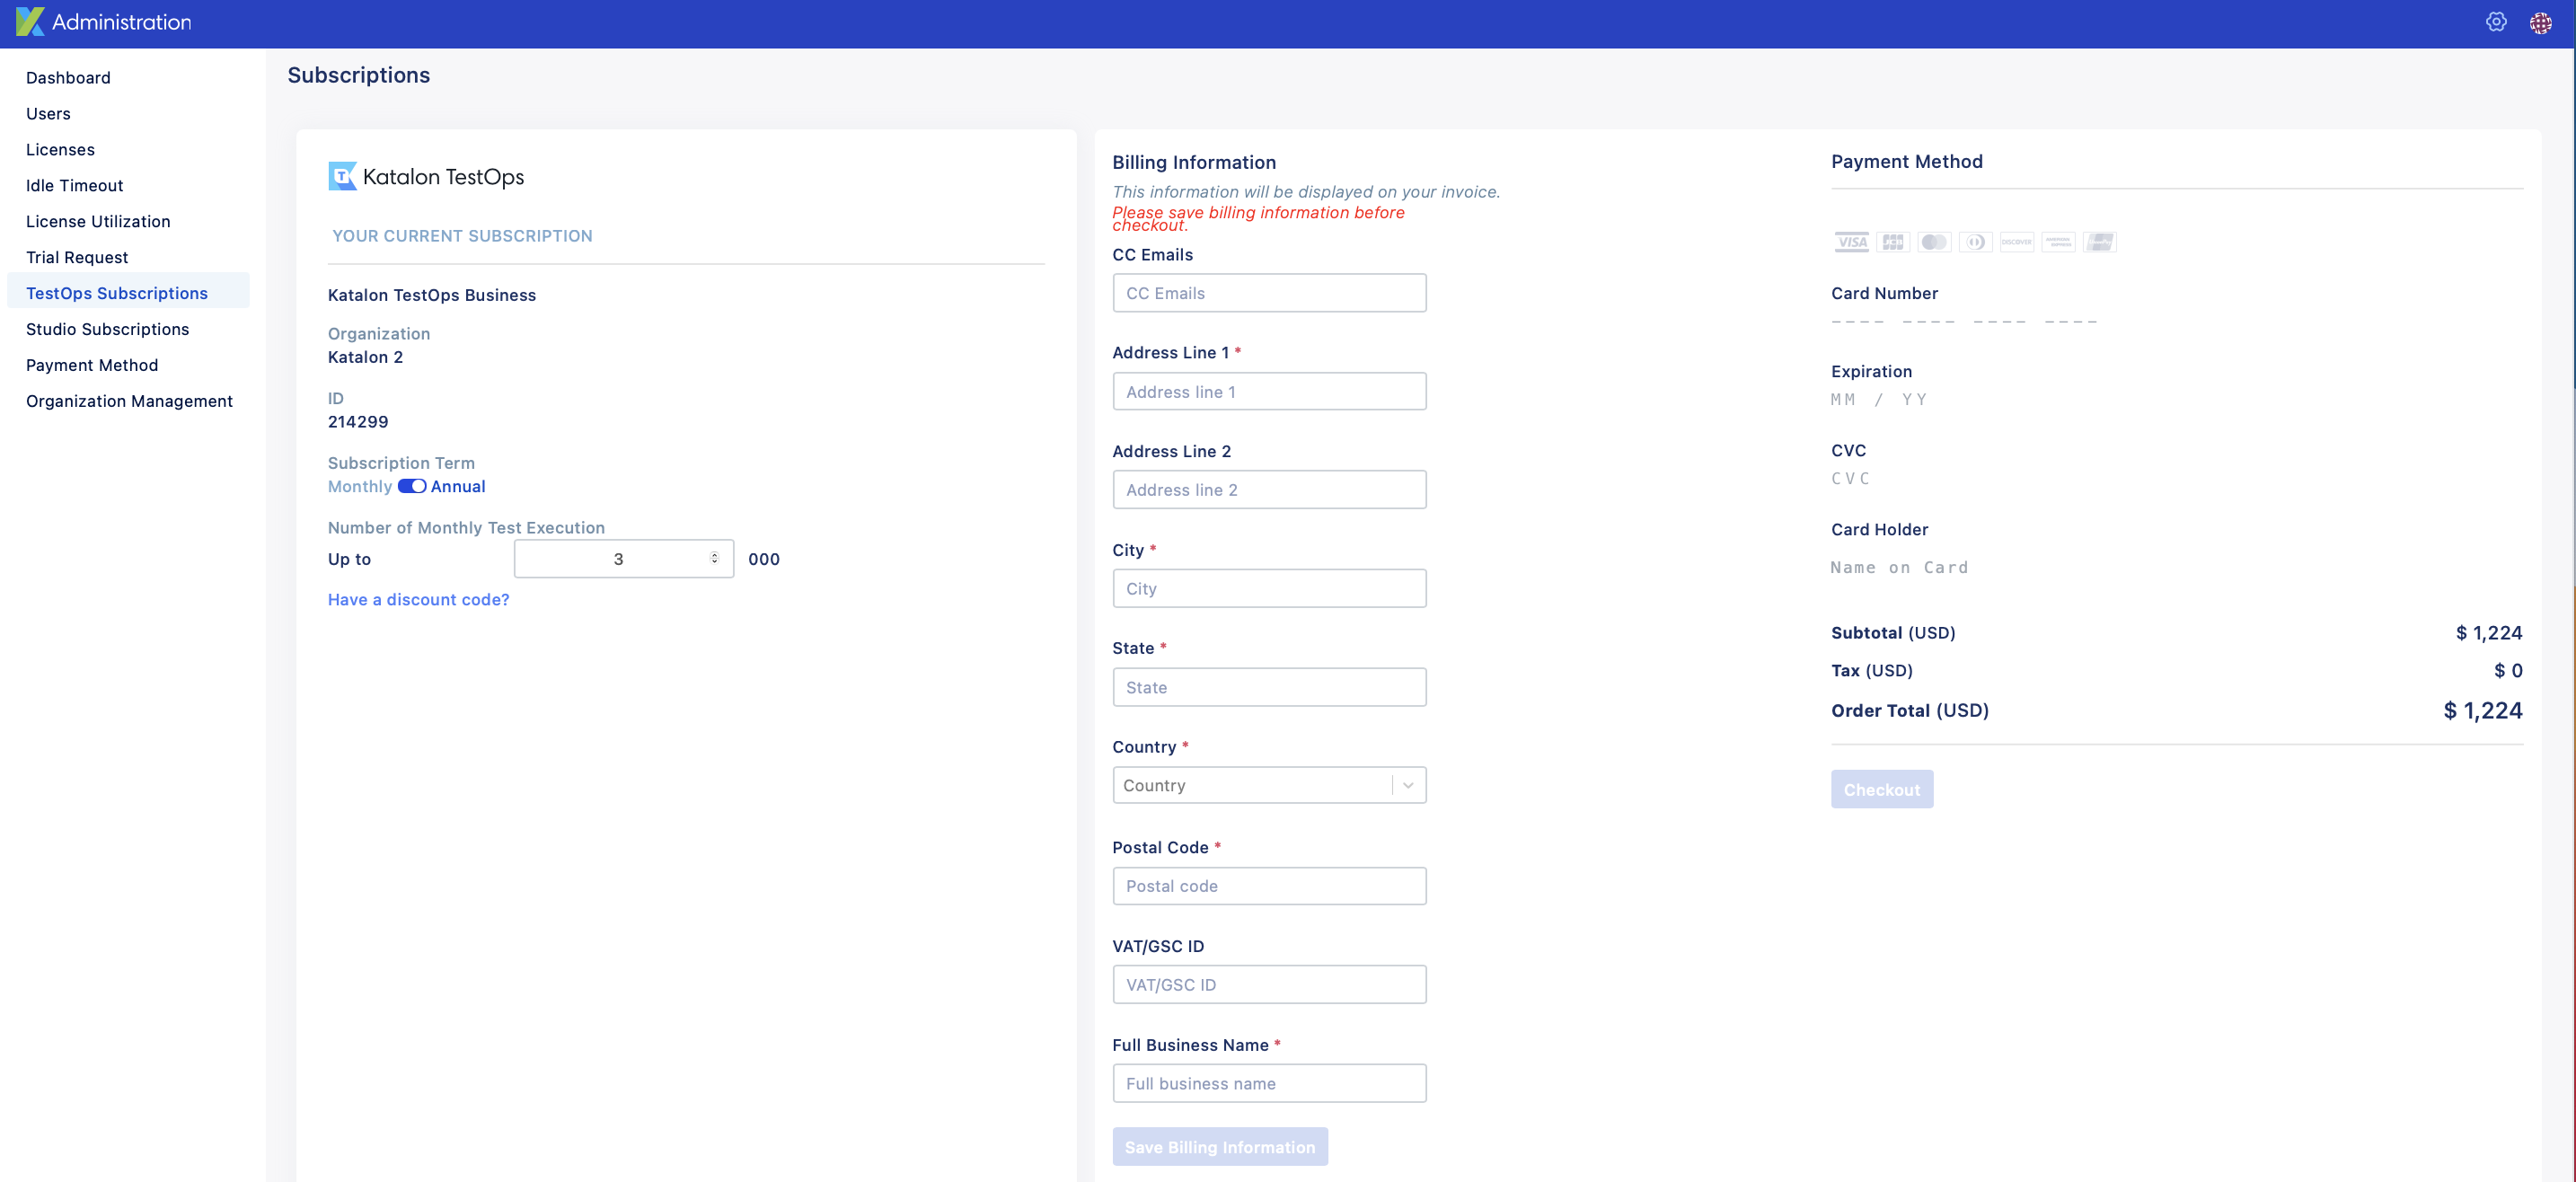 Administration
Dashboard
Users
Licenses
Idle Timeout
License Utilization
Trial Request
TestOps Subscriptions
Studio Subscriptions
Payment Method
Organization Management
Subscriptions
Katalon TestOps
YOUR CURRENT SUBSCRIPTION
Katalon TestOps Business
Organization
Katalon 2
ID
214299
Subscription Term
Monthly Annual
Number of Monthly Test Execution
Up to 3 000
Have a discount code?
Billing Information
This information will be displayed on your invoice.
Please save billing information before
checkout.
CC Emails
CC Emails
Address Line 1 *
Address line 1
Address Line 2
Address line 2
City *
City
State *
State
Country *
Country
Postal Code *
Postal code
VAT/GSC ID
VAT/GSC ID
Full Business Name *
Full business name
Save Billing Information
Payment Method
VISA JCB DISCOVER AMERICAN EXPRESS
Card Number
---- ---- ---- ----
Expiration
MM / YY
CVC
CVC
Card Holder
Name on Card
Subtotal (USD) $ 1,224
Tax (USD) $ 0
Order Total (USD) $ 1,224
Checkout